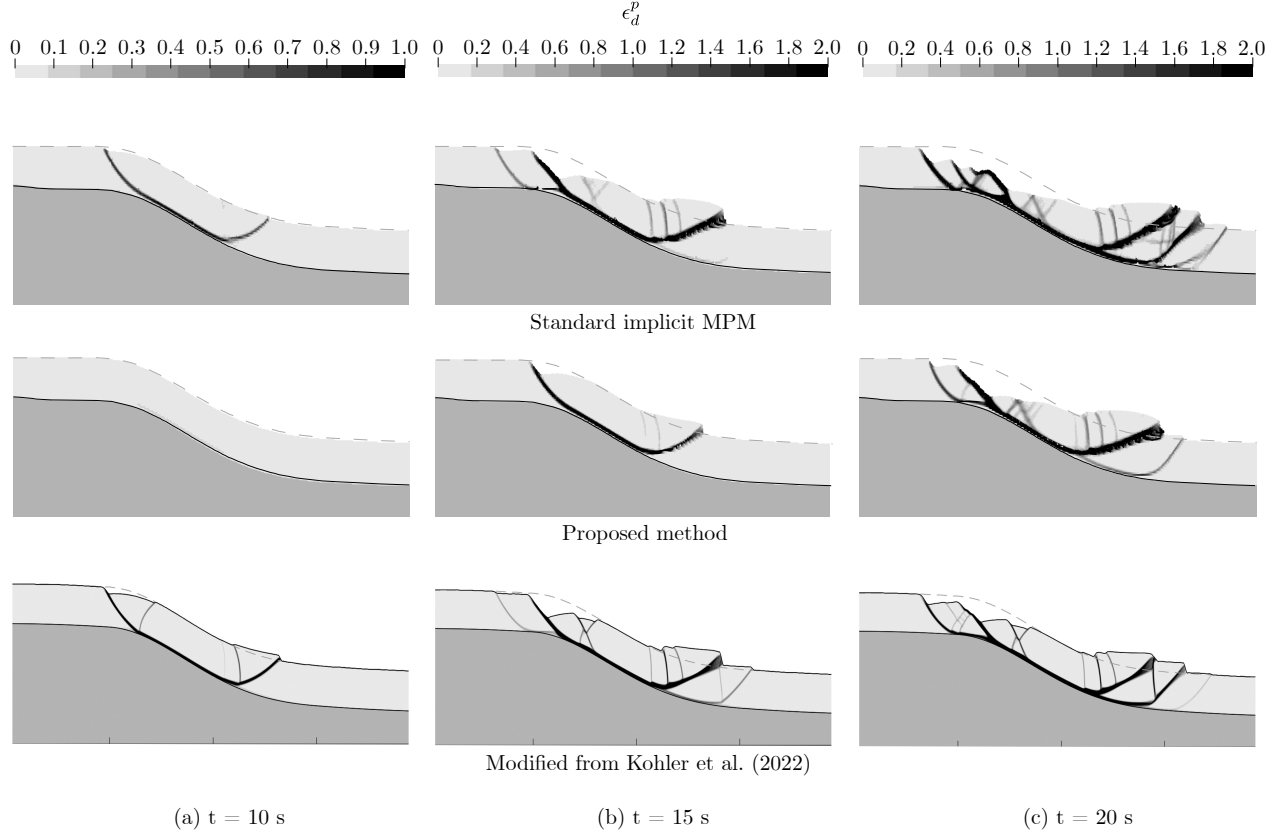 ϵ_d^p
0 0.1 0.2 0.3 0.4 0.5 0.6 0.7 0.8 0.9 1.0
0 0.2 0.4 0.6 0.8 1.0 1.2 1.4 1.6 1.8 2.0
0 0.2 0.4 0.6 0.8 1.0 1.2 1.4 1.6 1.8 2.0
Standard implicit MPM
Proposed method
Modified from Kohler et al. (2022)
(a) t = 10 s
(b) t = 15 s
(c) t = 20 s